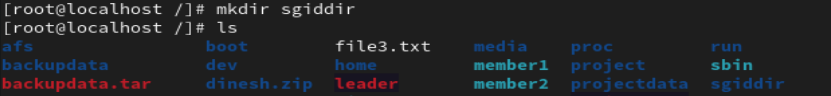 [root@localhost /]# mkdir sgiddir
[root@localhost /]# ls
afs boot file3.txt media proc run
backupdata dev home member1 project sbin
backupdata.tar dinesh.zip leader member2 projectdata sgiddir